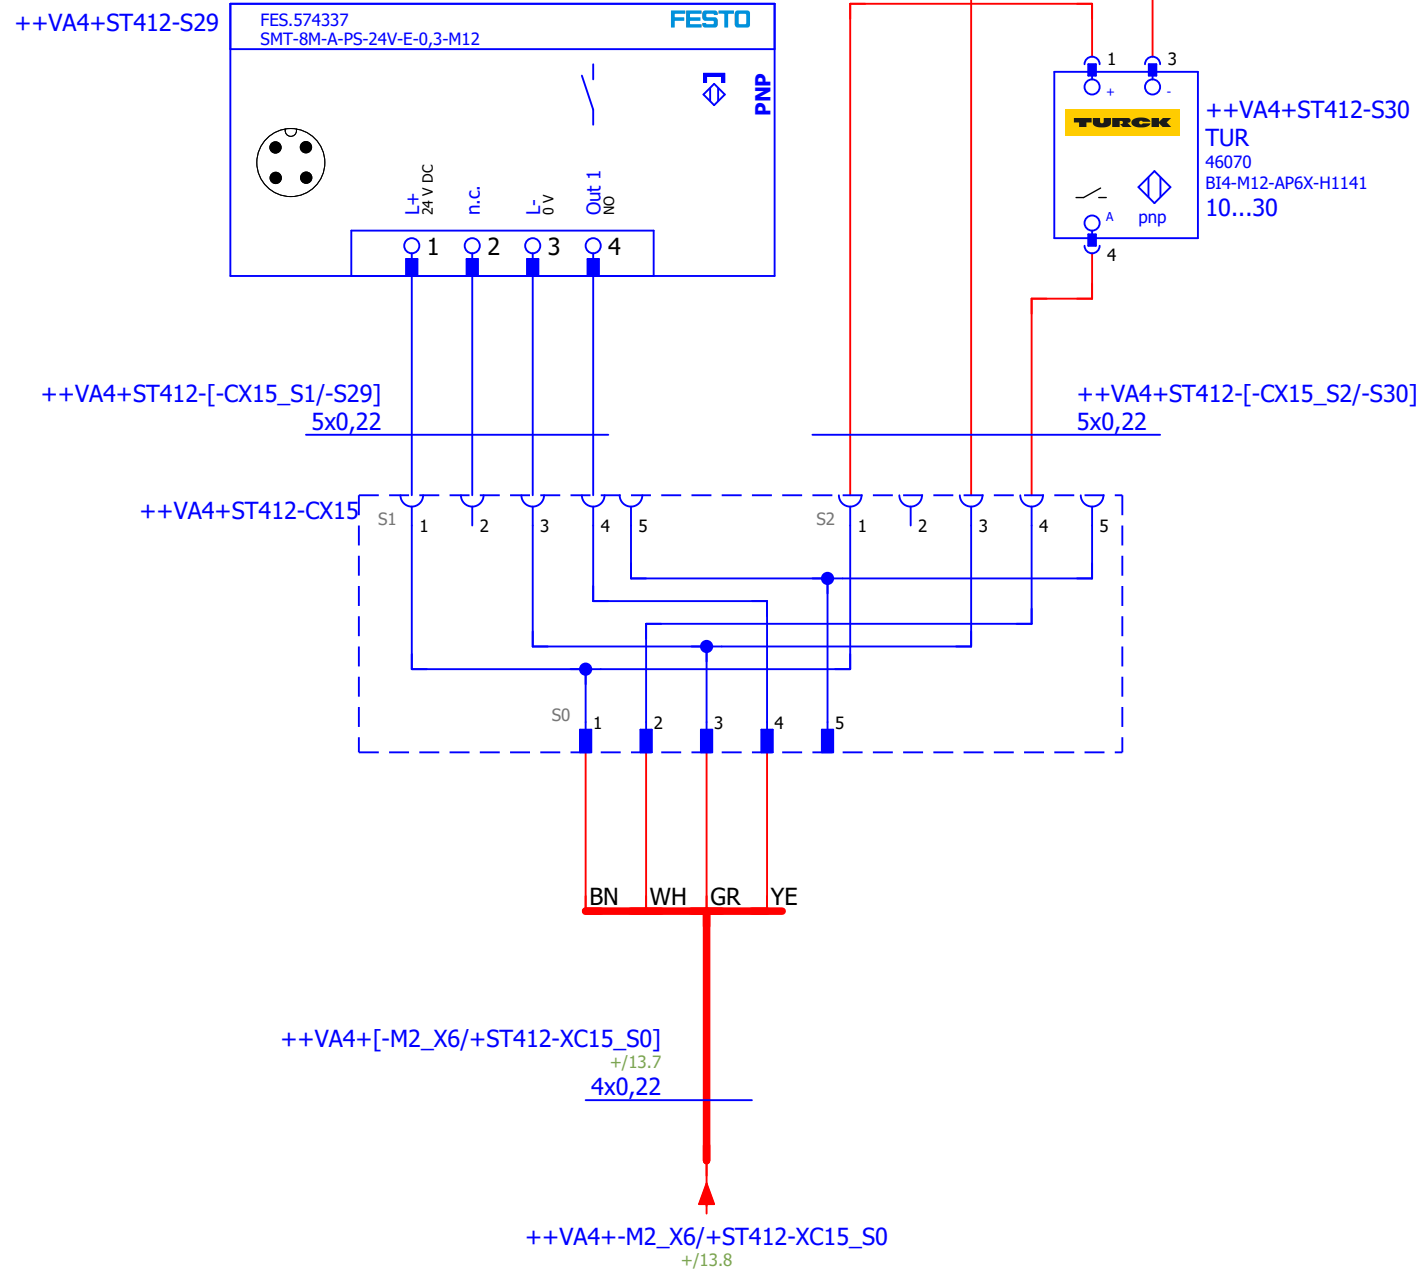 ++VA4+ST412-S29
FES.574337
SMT-8M-A-PS-24V-E-0,3-M12
FESTO
PNP
L+
24 V DC
n.c.
L-
0 V
Out 1
NO
1
2
3
4
1
3
+
-
TURCK
A
pnp
4
++VA4+ST412-S30
TUR
46070
BI4-M12-AP6X-H1141
10...30
++VA4+ST412-[-CX15_S1/-S29]
5x0,22
++VA4+ST412-[-CX15_S2/-S30]
5x0,22
++VA4+ST412-CX15
S1
1
2
3
4
5
S2
1
2
3
4
5
S0
1
2
3
4
5
BN
WH
GR
YE
++VA4+[-M2_X6/+ST412-XC15_S0]
+/13.7
4x0,22
++VA4+-M2_X6/+ST412-XC15_S0
+/13.8